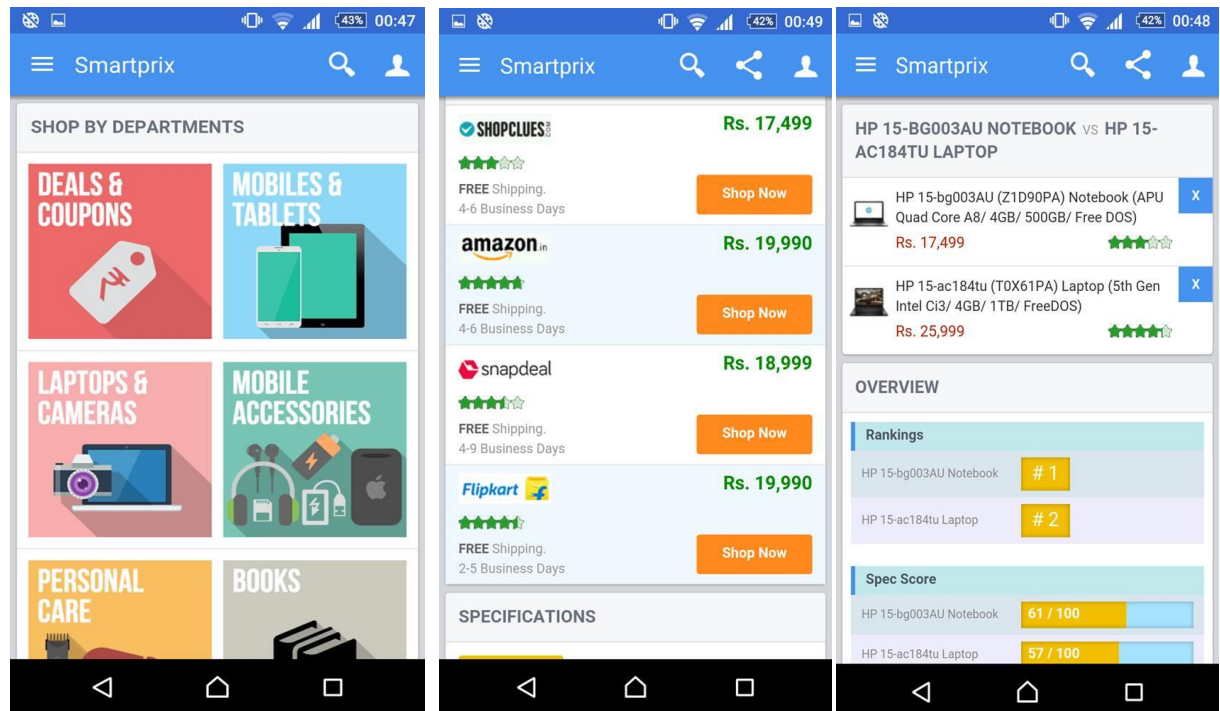 43% 00:47
Smartprix
SHOP BY DEPARTMENTS
DEALS &
COUPONS
MOBILES &
TABLETS
LAPTOPS &
CAMERAS
MOBILE
ACCESSORIES
PERSONAL
CARE
BOOKS
42% 00:49
Smartprix
SHOPCLUES.COM
Rs. 17,499
FREE Shipping.
4-6 Business Days
Shop Now
amazon.in
Rs. 19,990
FREE Shipping.
4-6 Business Days
Shop Now
snapdeal
Rs. 18,999
FREE Shipping.
4-9 Business Days
Shop Now
Flipkart
Rs. 19,990
FREE Shipping.
2-5 Business Days
Shop Now
SPECIFICATIONS
42% 00:48
Smartprix
HP 15-BG003AU NOTEBOOK VS HP 15-
AC184TU LAPTOP
HP 15-bg003AU (Z1D90PA) Notebook (APU
Quad Core A8/ 4GB/ 500GB/ Free DOS)
X
Rs. 17,499
HP 15-ac184tu (T0X61PA) Laptop (5th Gen
Intel Ci3/ 4GB/ 1TB/ FreeDOS)
X
Rs. 25,999
OVERVIEW
Rankings
HP 15-bg003AU Notebook # 1
HP 15-ac184tu Laptop # 2
Spec Score
HP 15-bg003AU Notebook 61 / 100
HP 15-ac184tu Laptop 57 / 100